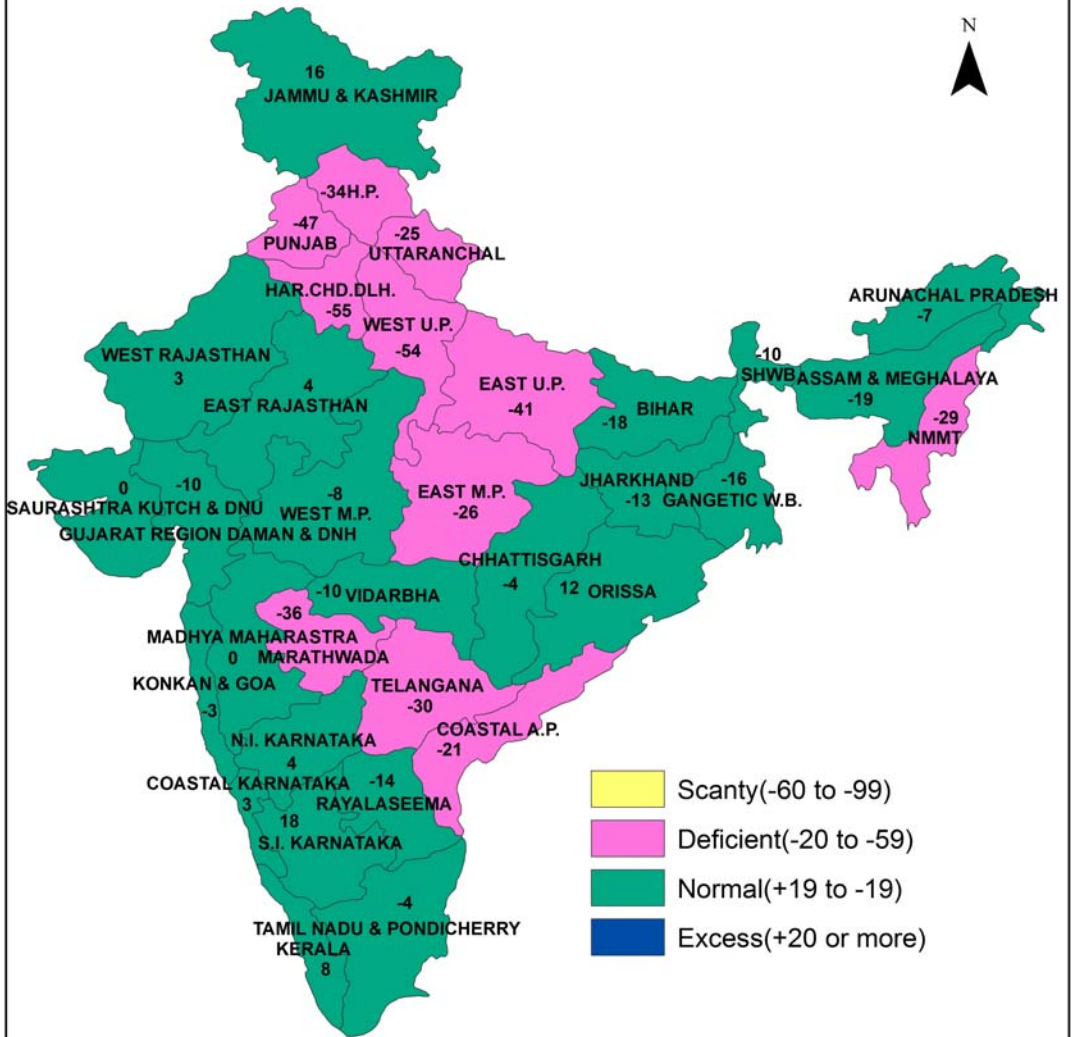 N
16
JAMMU & KASHMIR
-34H.P.
-47
PUNJAB
-25
UTTARANCHAL
HAR.CHD.DLH.
-55
WEST U.P.
-54
ARUNACHAL PRADESH
-7
WEST RAJASTHAN
3
4
EAST RAJASTHAN
EAST U.P.
-41
-10
SHWB
ASSAM & MEGHALAYA
-19
-29
NMMT
BIHAR
-18
0
SAURASHTRA KUTCH & DNU
-10
GUJARAT REGION DAMAN & DNH
-8
WEST M.P.
EAST M.P.
-26
JHARKHAND
-13
-16
GANGETIC W.B.
CHHATTISGARH
-4
12 ORISSA
-10 VIDARBHA
-36
MADHYA MAHARASTRA
0
MARATHWADA
KONKAN & GOA
-3
TELANGANA
-30
COASTAL A.P.
-21
N.I. KARNATAKA
4
COASTAL KARNATAKA
3
-14
RAYALASEEMA
18
S.I. KARNATAKA
-4
TAMIL NADU & PONDICHERRY
KERALA
8
Scanty(-60 to -99)
Deficient(-20 to -59)
Normal(+19 to -19)
Excess(+20 or more)